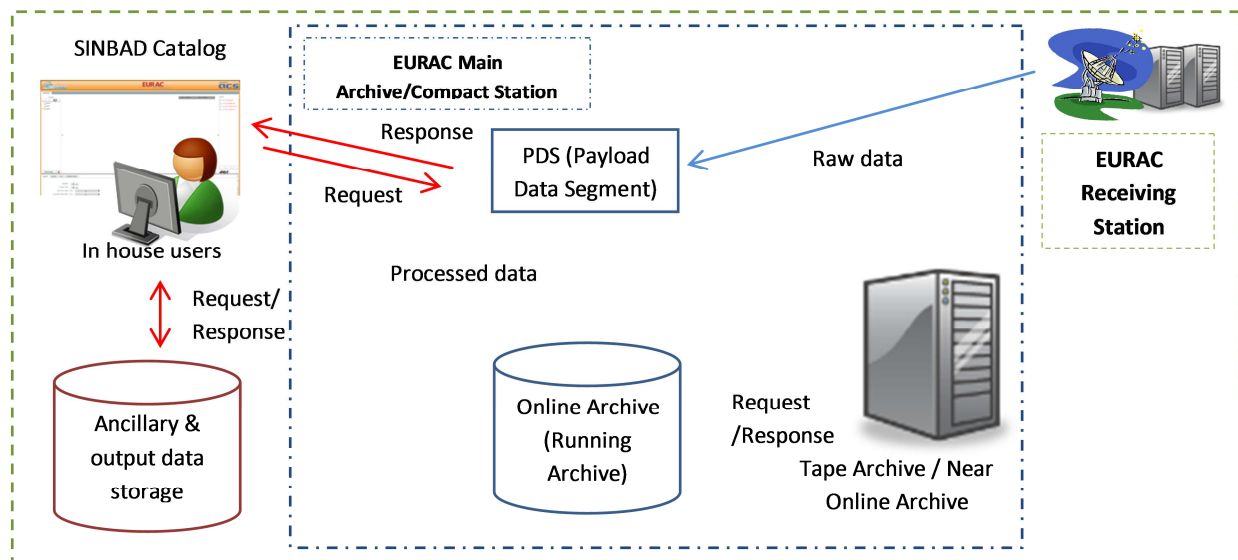 SINBAD Catalog
EURAC
acs
In house users
Request/
Response
Ancillary &
output data
storage
EURAC Main
Archive/Compact Station
Response
Request
PDS (Payload
Data Segment)
Raw data
Processed data
Online Archive
(Running
Archive)
Request
/Response
Tape Archive / Near
Online Archive
EURAC
Receiving
Station